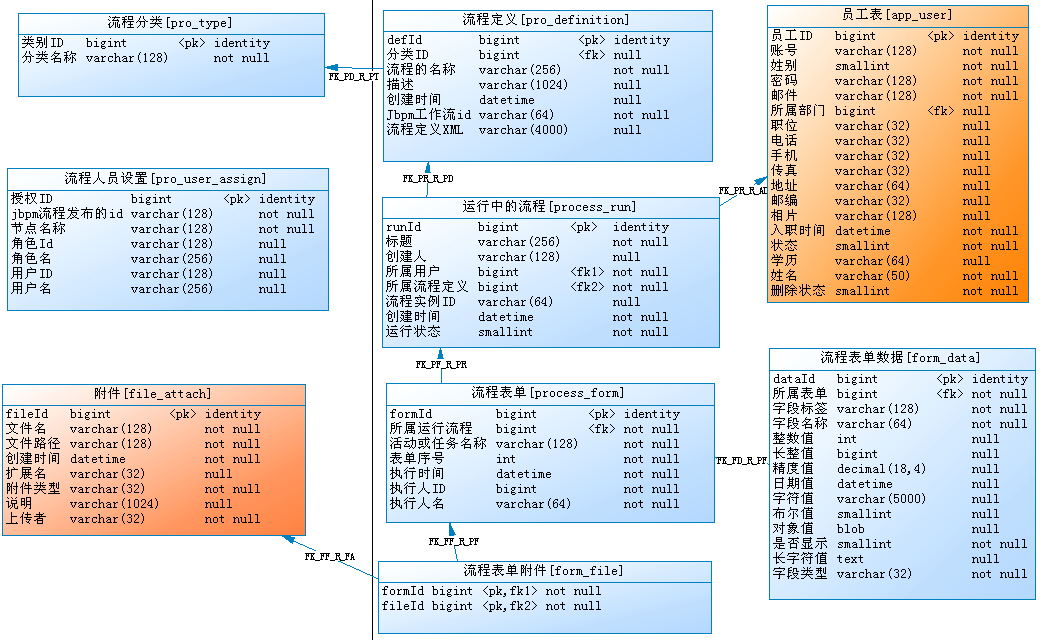 流程分类[pro_type]
类别ID bigint <pk> identity
分类名称 varchar(128) not null
流程定义[pro_definition]
defId bigint <pk> identity
分类ID bigint <fk> null
流程的名称 varchar(256) not null
描述 varchar(1024) null
创建时间 datetime null
Jbpm工作流id varchar(64) not null
流程定义XML varchar(4000) null
员工表[app_user]
员工ID bigint <pk> identity
账号 varchar(128) not null
姓别 smallint not null
密码 varchar(128) not null
邮件 varchar(128) not null
所属部门 bigint <fk> null
职位 varchar(32) null
电话 varchar(32) null
手机 varchar(32) null
传真 varchar(32) null
地址 varchar(64) null
邮编 varchar(32) null
相片 varchar(128) null
入职时间 datetime not null
状态 smallint not null
学历 varchar(64) null
姓名 varchar(50) not null
删除状态 smallint not null
FK_PD_R_PT
流程人员设置[pro_user_assign]
授权ID bigint <pk> identity
jbpm流程发布的id varchar(128) not null
节点名称 varchar(128) not null
角色Id varchar(128) null
角色名 varchar(256) null
用户ID varchar(128) null
用户名 varchar(256) null
FK_PR_R_PD
FK_PR_R_AU
运行中的流程[process_run]
runId bigint <pk> identity
标题 varchar(256) not null
创建人 varchar(128) null
所属用户 bigint <fk1> not null
所属流程定义 bigint <fk2> not null
流程实例ID varchar(64) null
创建时间 datetime not null
运行状态 smallint not null
FK_PF_R_PR
流程表单数据[form_data]
dataId bigint <pk> identity
所属表单 bigint <fk> not null
字段标签 varchar(128) not null
字段名称 varchar(64) not null
整数值 int null
长整值 bigint null
精度值 decimal(18,4) null
日期值 datetime null
字符值 varchar(5000) null
布尔值 smallint null
对象值 blob null
是否显示 smallint not null
长字符值 text null
字段类型 varchar(32) not null
附件[file_attach]
fileId bigint <pk> identity
文件名 varchar(128) not null
文件路径 varchar(128) not null
创建时间 datetime not null
扩展名 varchar(32) null
附件类型 varchar(32) not null
说明 varchar(1024) null
上传者 varchar(32) not null
流程表单[process_form]
formId bigint <pk> identity
所属运行流程 bigint <fk> not null
活动或任务名称 varchar(128) not null
表单序号 int not null
执行时间 datetime not null
执行人ID bigint not null
执行人名 varchar(64) not null
FK_FD_R_PF
FK_FF_R_PF
FK_FF_R_FA
流程表单附件[form_file]
formId bigint <pk,fk1> not null
fileId bigint <pk,fk2> not null